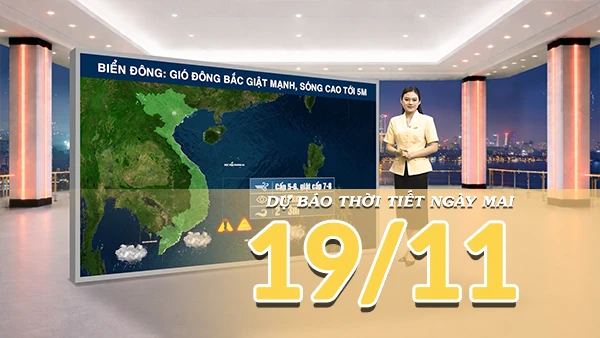 BIỂN ĐÔNG: GIÓ ĐÔNG BẮC GIẬT MẠNH, SÓNG CAO TỚI 5M
Cấp 5-6, giật cấp 7-8
DỰ BÁO THỜI TIẾT NGÀY MAI
19/11